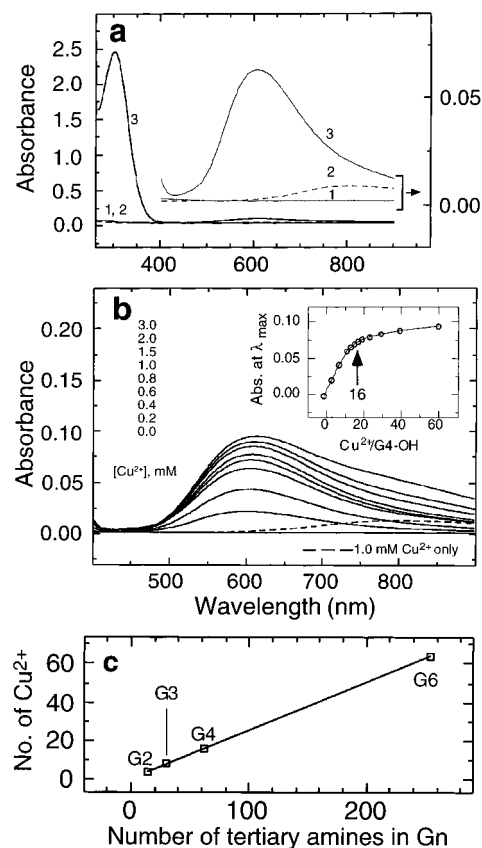 a
2.5
2.0
1.5
1.0
0.5
0.0
Absorbance
3
1, 2
3
2
1
0.05
0.00
400 600 800
b
0.20
0.15
0.10
0.05
0.00
Absorbance
3.0
2.0
1.5
1.0
0.8
0.6
0.4
0.2
0.0
[Cu²⁺], mM
0.10
0.05
0.00
Abs. at λ max
16
0 20 40 60
Cu²⁺/G4-OH
1.0 mM Cu²⁺ only
500 600 700 800
Wavelength (nm)
c
60
40
20
0
No. of Cu²⁺
G2
G3
G4
G6
0 100 200
Number of tertiary amines in Gn